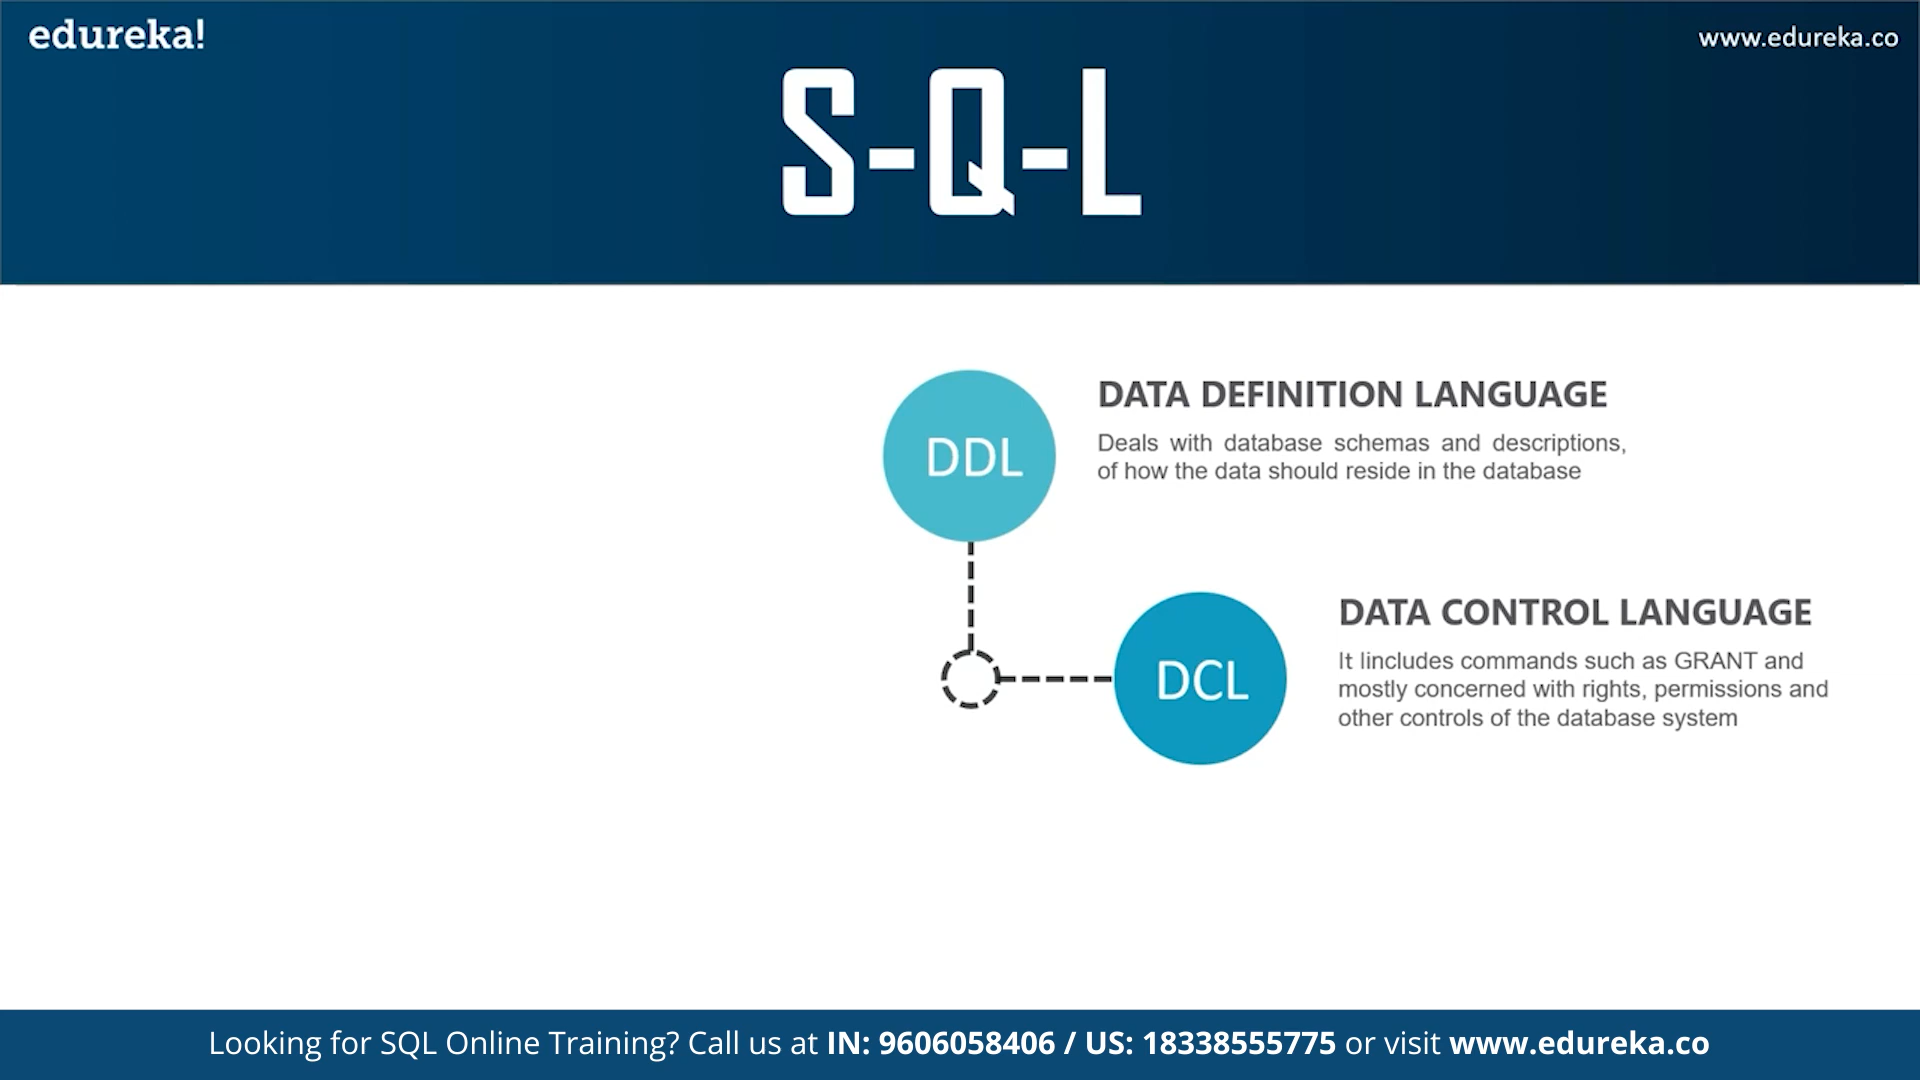 edureka!
www.edureka.co
S-Q-L
DDL
DATA DEFINITION LANGUAGE
Deals with database schemas and descriptions,
of how the data should reside in the database
DCL
DATA CONTROL LANGUAGE
It Iincludes commands such as GRANT and
mostly concerned with rights, permissions and
other controls of the database system
Looking for SQL Online Training? Call us at IN: 9606058406 / US: 18338555775 or visit www.edureka.co